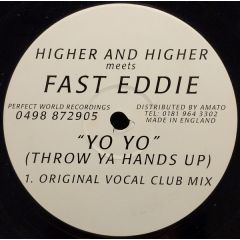 HIGHER AND HIGHER
meets
FAST EDDIE
PERFECT WORLD RECORDINGS
0498 872905
DISTRIBUTED BY AMATO
TEL: 0181 964 3302
MADE IN ENGLAND
"YO YO"
(THROW YA HANDS UP)
1. ORIGINAL VOCAL CLUB MIX